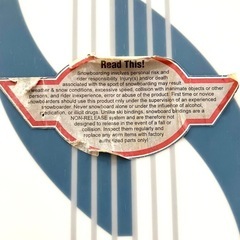 Read This!
Snowboarding involves personal risk and
rider responsibility. Injury(s) and/or death
associated with the sport of snowboarding may result
weather & snow conditions, excessive speed, collision with inanimate objects or other
persons, and rider inexperience, error or abuse of the product! First time or novice
snowboarders should use this product only under the supervision of an experienced
snowboarder. Never snowboard alone or under the influence of alcohol,
medication, or illicit drugs. Unlike ski bindings, snowboard bindings are a
NON-RELEASE system and are therefore not
designed to release in the event of a fall or
collision. Inspect them regularly and
replace any worn items with factory
authorized parts only!